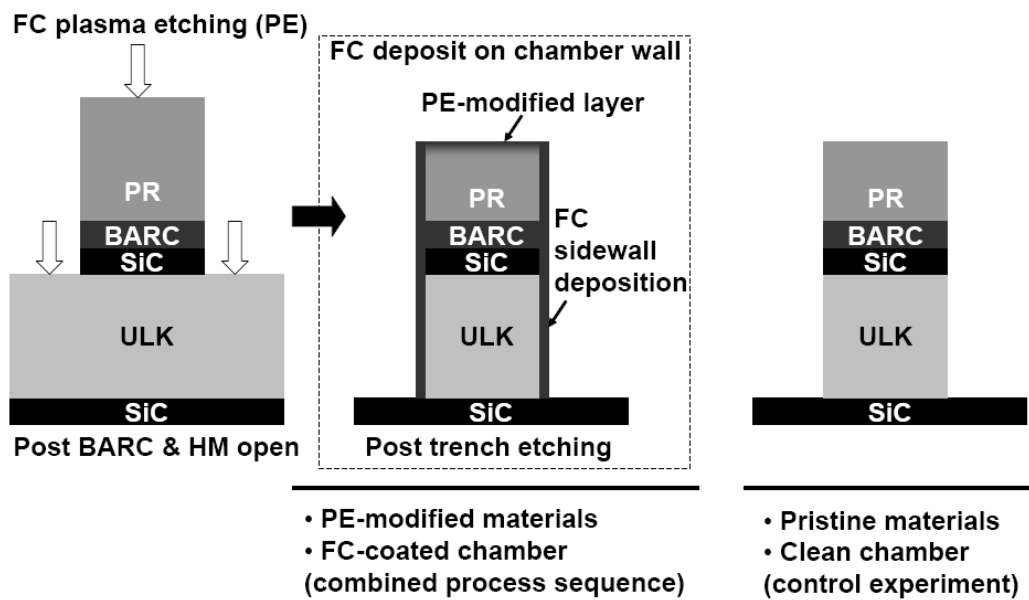 FC plasma etching (PE)
PR
BARC
SiC
ULK
SiC
Post BARC & HM open
FC deposit on chamber wall
PE-modified layer
PR
BARC
SiC
FC
sidewall
deposition
ULK
SiC
Post trench etching
• PE-modified materials
• FC-coated chamber
(combined process sequence)
PR
BARC
SiC
ULK
SiC
• Pristine materials
• Clean chamber
(control experiment)